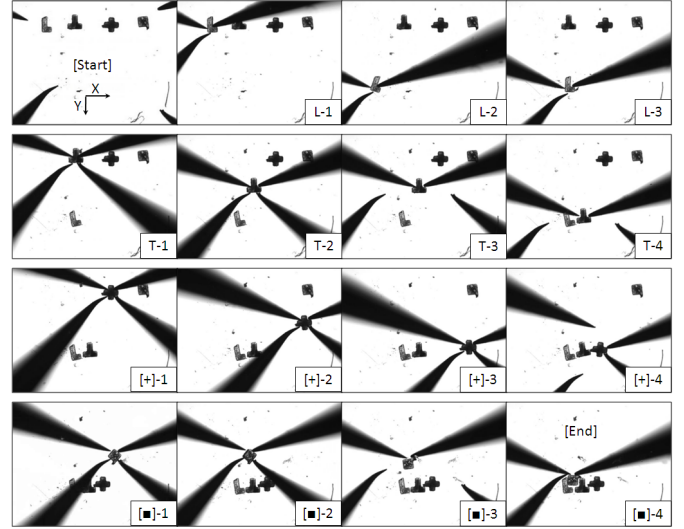 [Start]
X
Y
L-1
L-2
L-3
T-1
T-2
T-3
T-4
[+]-1
[+]-2
[+]-3
[+]-4
[■]-1
[■]-2
[■]-3
[End]
[■]-4